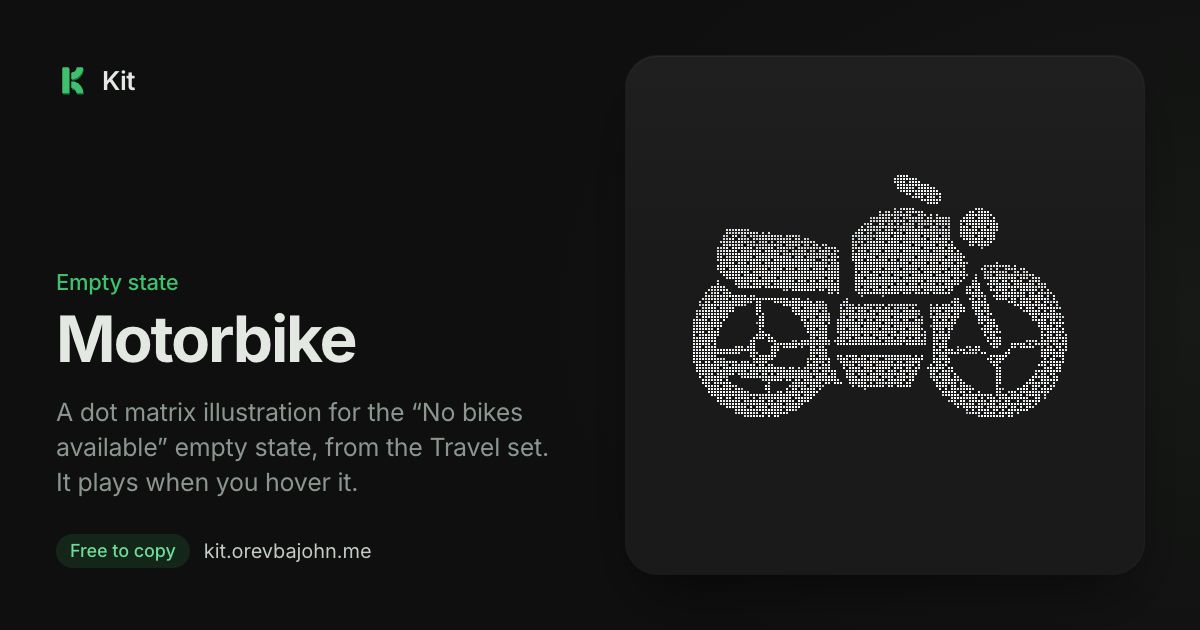 Kit
Empty state
Motorbike
A dot matrix illustration for the “No bikes
available” empty state, from the Travel set.
It plays when you hover it.
Free to copy
kit.orevbajohn.me